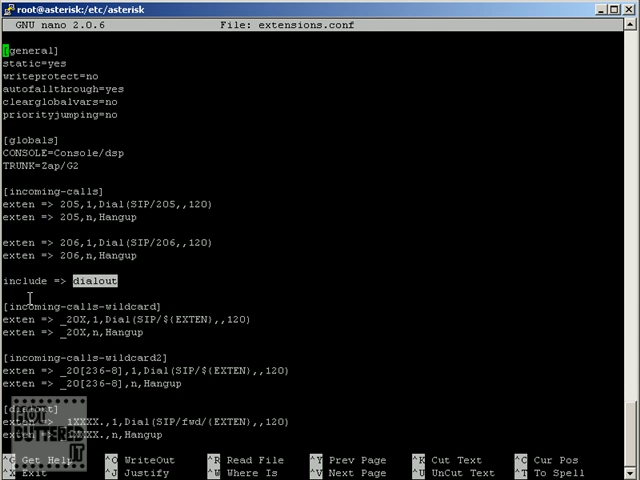 root@asterisk:/etc/asterisk
GNU nano 2.0.6 File: extensions.conf
[general]
static=yes
writeprotect=no
autofallthrough=yes
clearglobalvars=no
priorityjumping=no
[globals]
CONSOLE=Console/dsp
TRUNK=Zap/G2
[incoming-calls]
exten => 205,1,Dial(SIP/205,,120)
exten => 205,n,Hangup
exten => 206,1,Dial(SIP/206,,120)
exten => 206,n,Hangup
include => dialout
[incoming-calls-wildcard]
exten => _20X,1,Dial(SIP/${EXTEN},,120)
exten => _20X,n,Hangup
[incoming-calls-wildcard2]
exten => _20[236-8],1,Dial(SIP/${EXTEN},,120)
exten => _20[236-8],n,Hangup
[dialout]
exten => 1XXXX.,1,Dial(SIP/fwd/${EXTEN},,120)
exten => XXXX.,n,Hangup
^G Get Help ^O WriteOut ^R Read File ^Y Prev Page ^K Cut Text ^C Cur Pos
^X Exit ^J Justify ^W Where Is ^V Next Page ^U UnCut Text ^T To Spell
HOT
BUTTERED
IT